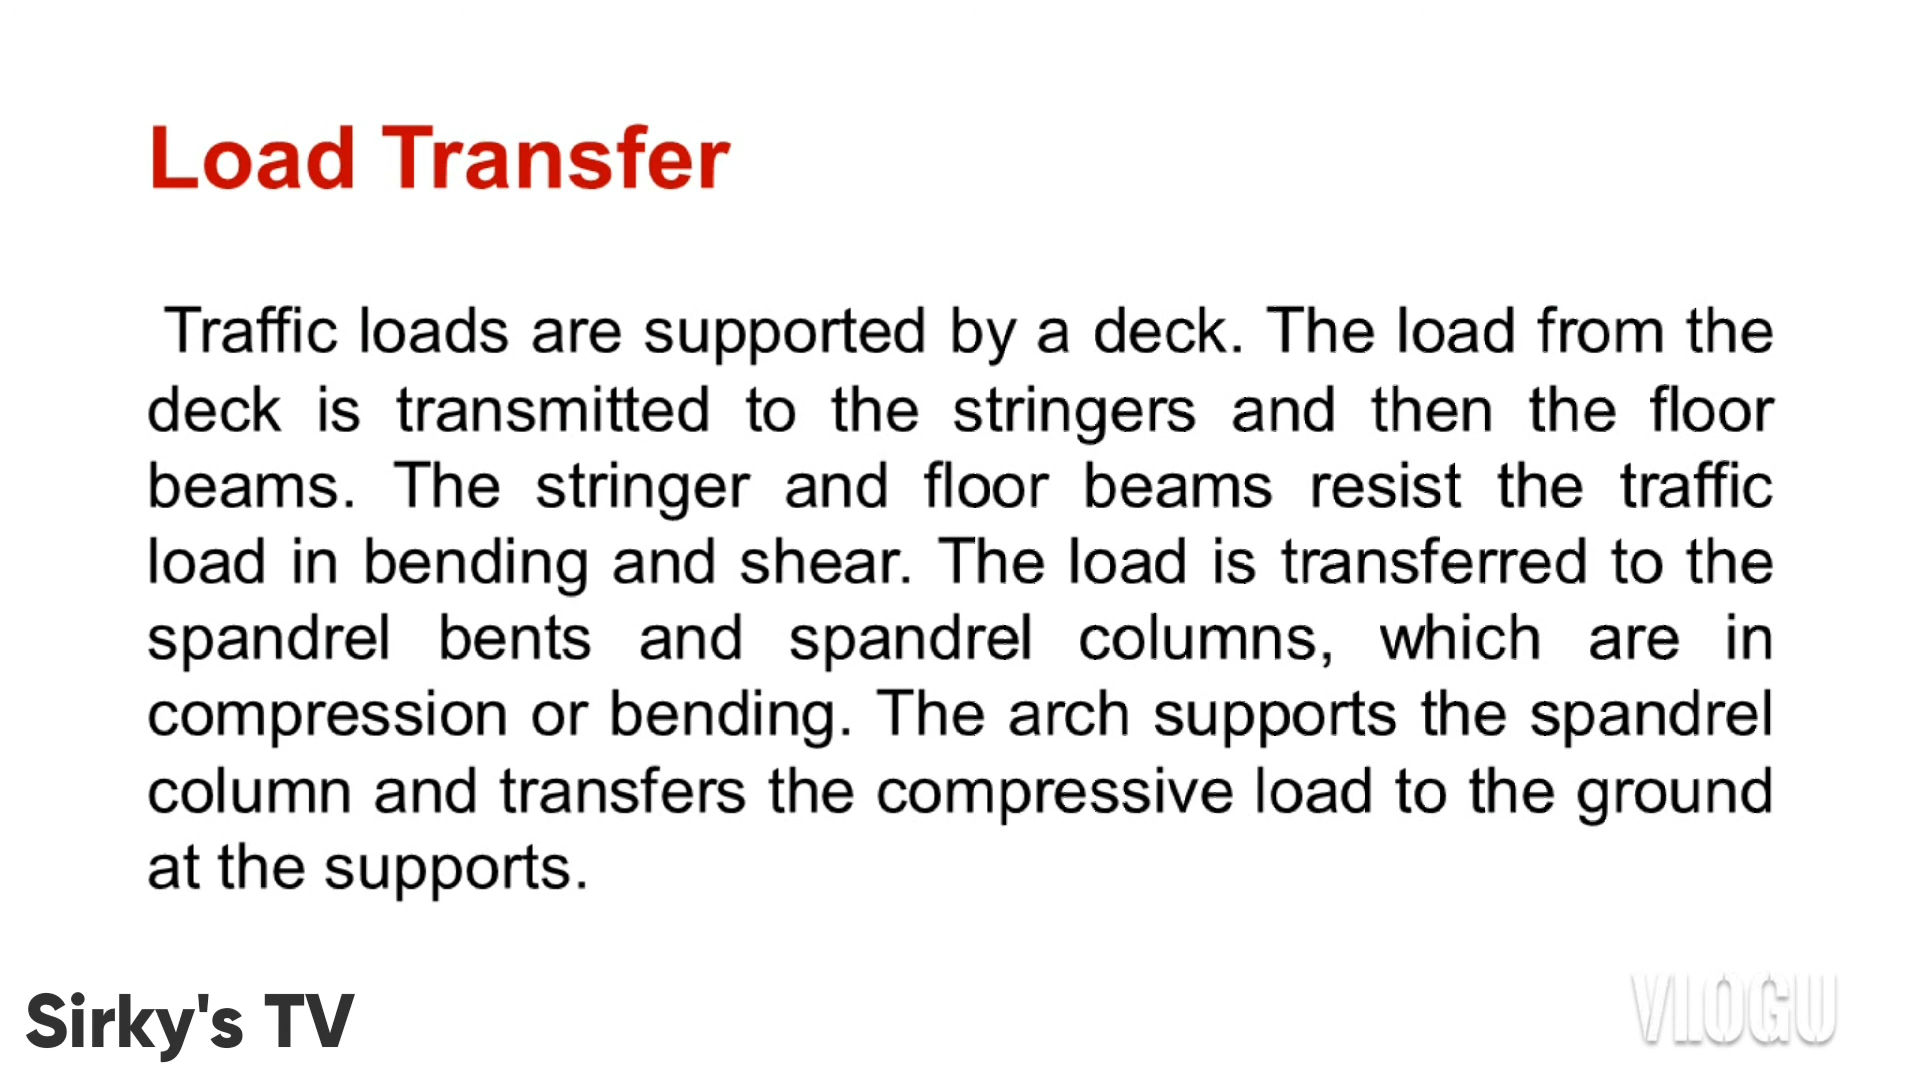 Load Transfer
Traffic loads are supported by a deck. The load from the
deck is transmitted to the stringers and then the floor
beams. The stringer and floor beams resist the traffic
load in bending and shear. The load is transferred to the
spandrel bents and spandrel columns, which are in
compression or bending. The arch supports the spandrel
column and transfers the compressive load to the ground
at the supports.
Sirky's TV
VLOGU